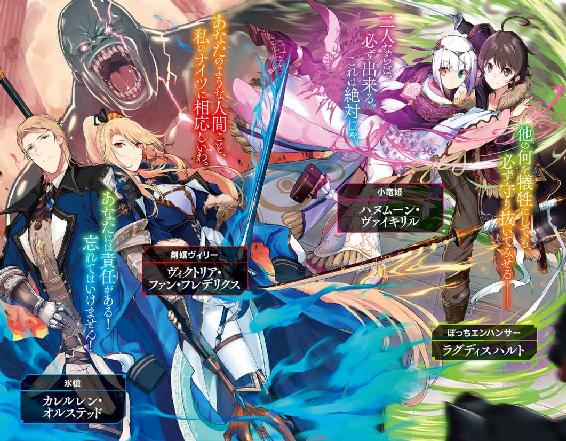 他の何を犠牲にしても、
必ず守り抜いてみせる――
ぼっちエンハンサー
ラグディスハルト
二人ならば、
必ず出来る。
これは絶対じゃ。
小竜姫
ハヌムーン・
ヴァイキリル
あなたのような人間こそ、
私のナイツに相応しいわ。
剣嬢ヴィリー
ヴィクトリア・
ファン・フレデリクス
あなたには責任がある!
忘れてはいけません!
氷槍
カレルレン・
オルステッド